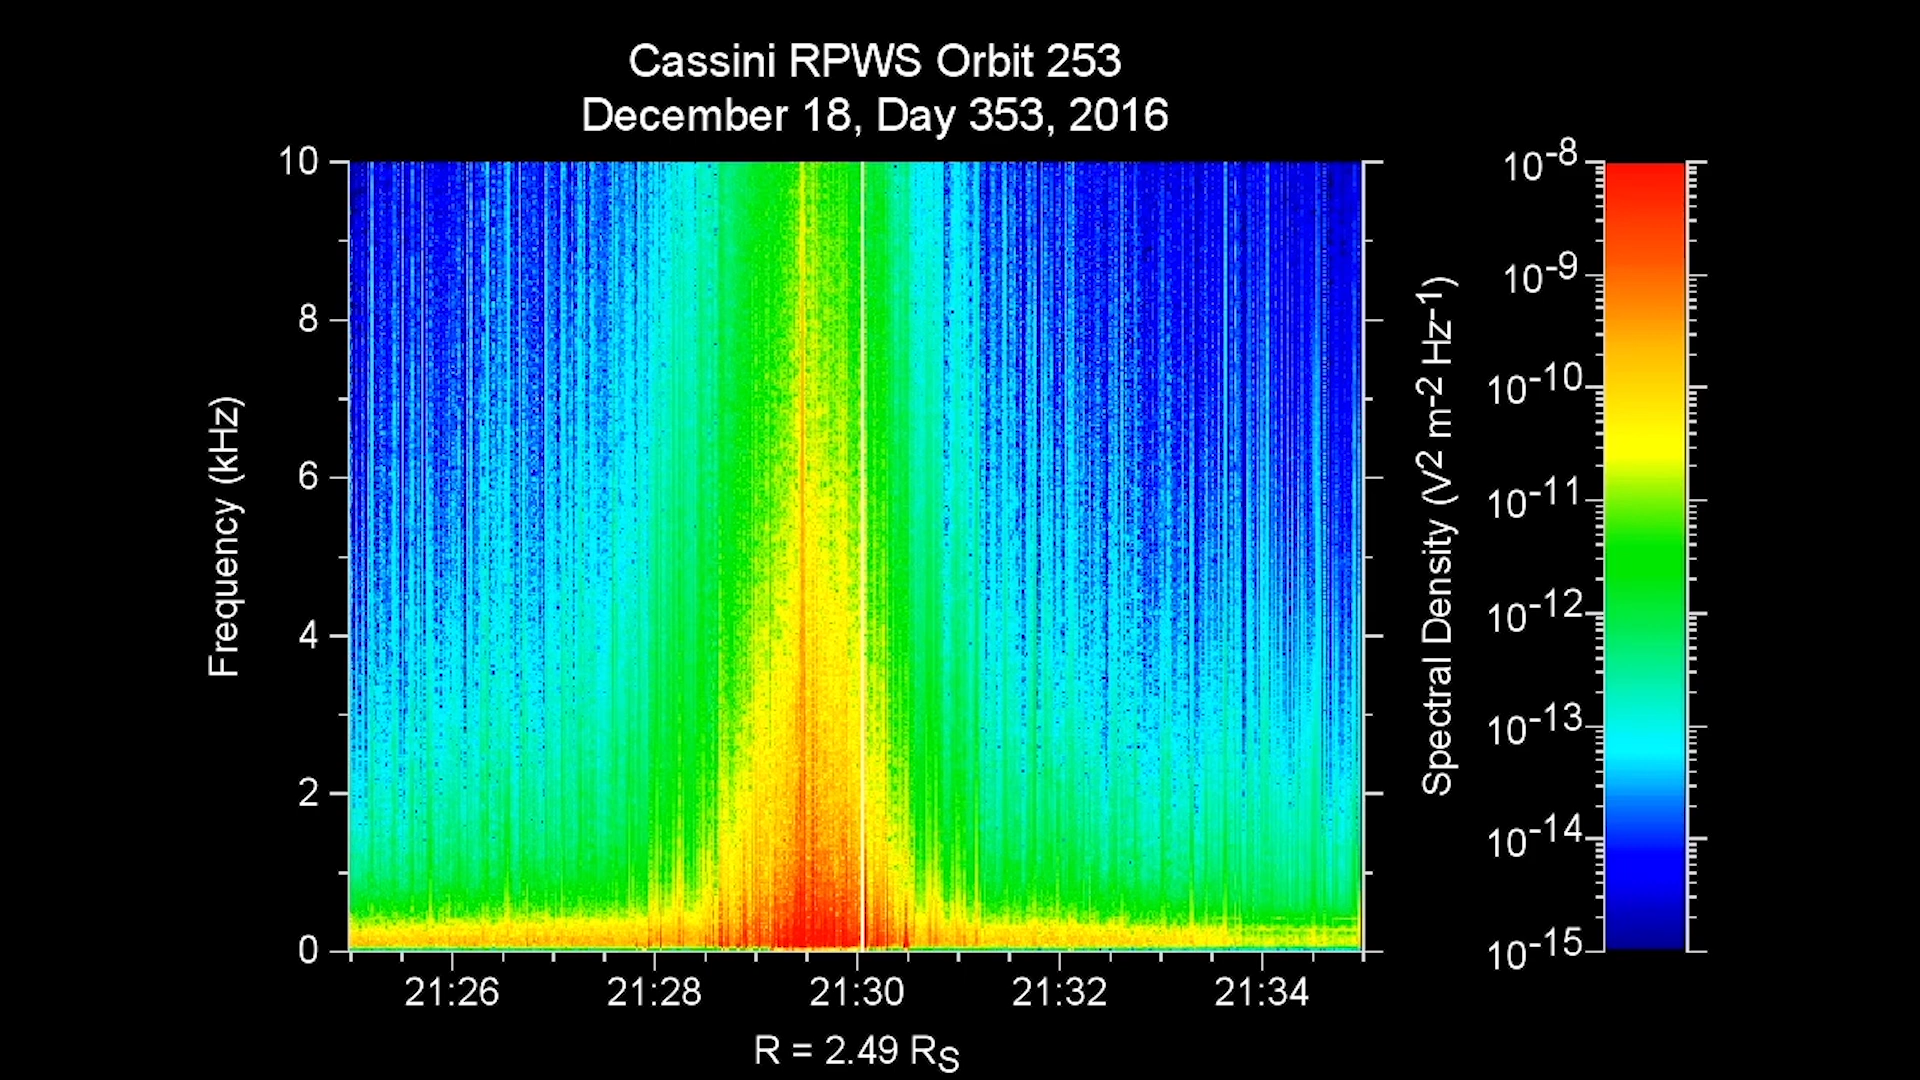 Cassini RPWS Orbit 253
December 18, Day 353, 2016
10
8
6
4
2
0
Frequency (kHz)
21:26 21:28 21:30 21:32 21:34
R = 2.49 R_S
Spectral Density (V^2 m^-2 Hz^-1)
10^-8
10^-9
10^-10
10^-11
10^-12
10^-13
10^-14
10^-15